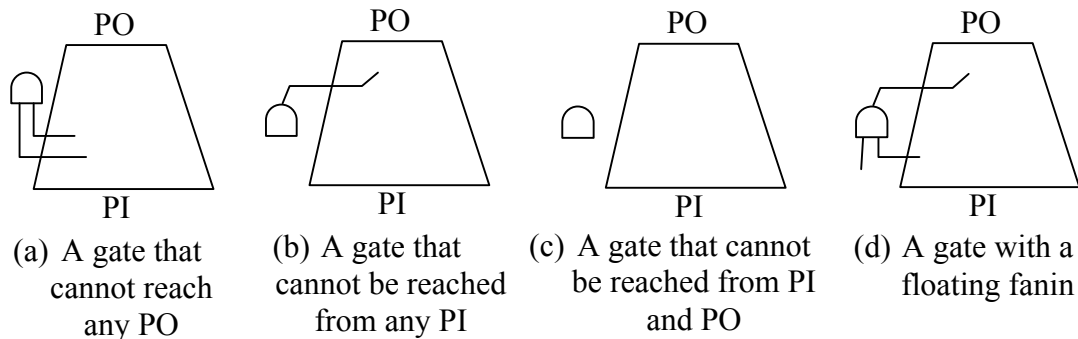 PO
PI
(a) A gate that
cannot reach
any PO
PO
PI
(b) A gate that
cannot be reached
from any PI
PO
PI
(c) A gate that cannot
be reached from PI
and PO
PO
PI
(d) A gate with a
floating fanin